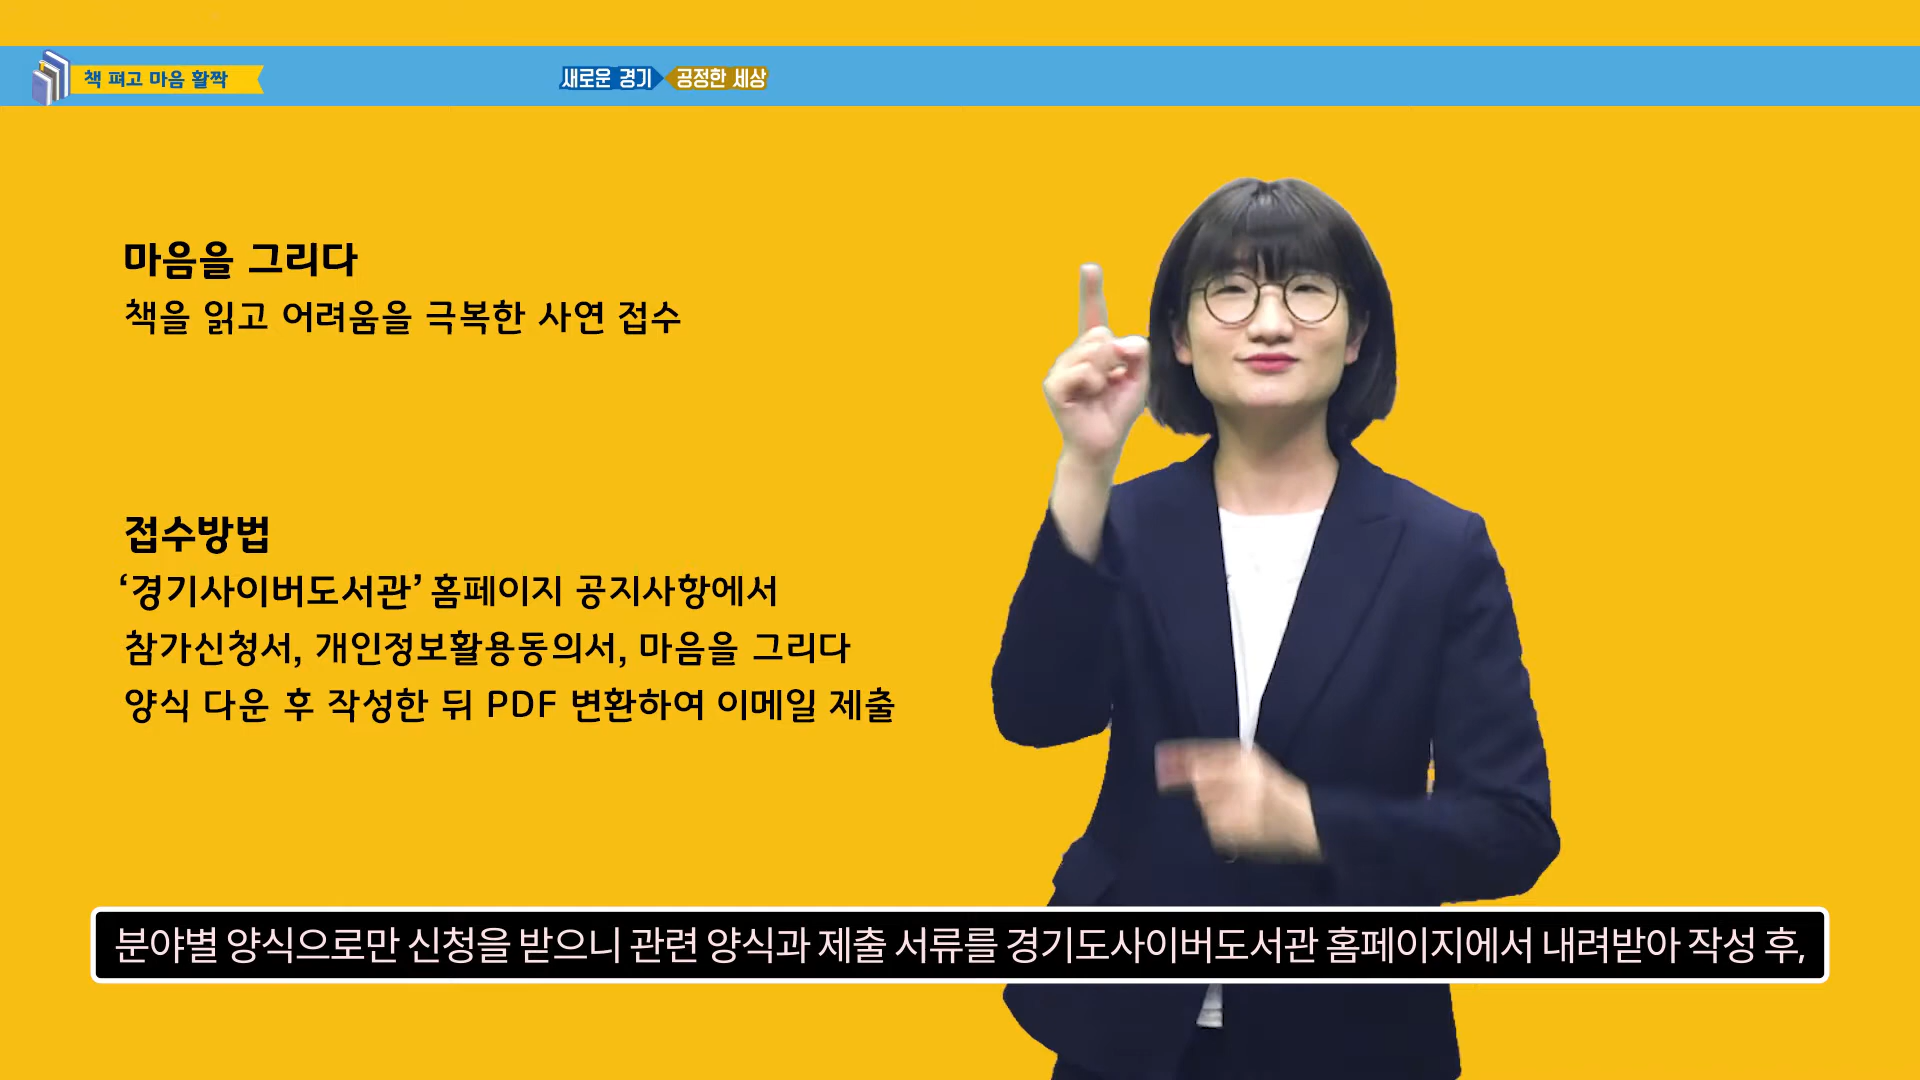 책 펴고 마음 활짝
새로운 경기 공정한 세상
마음을 그리다
책을 읽고 어려움을 극복한 사연 접수
접수방법
‘경기사이버도서관’ 홈페이지 공지사항에서
참가신청서, 개인정보활용동의서, 마음을 그리다
양식 다운 후 작성한 뒤 PDF 변환하여 이메일 제출
분야별 양식으로만 신청을 받으니 관련 양식과 제출 서류를 경기도사이버도서관 홈페이지에서 내려받아 작성 후,